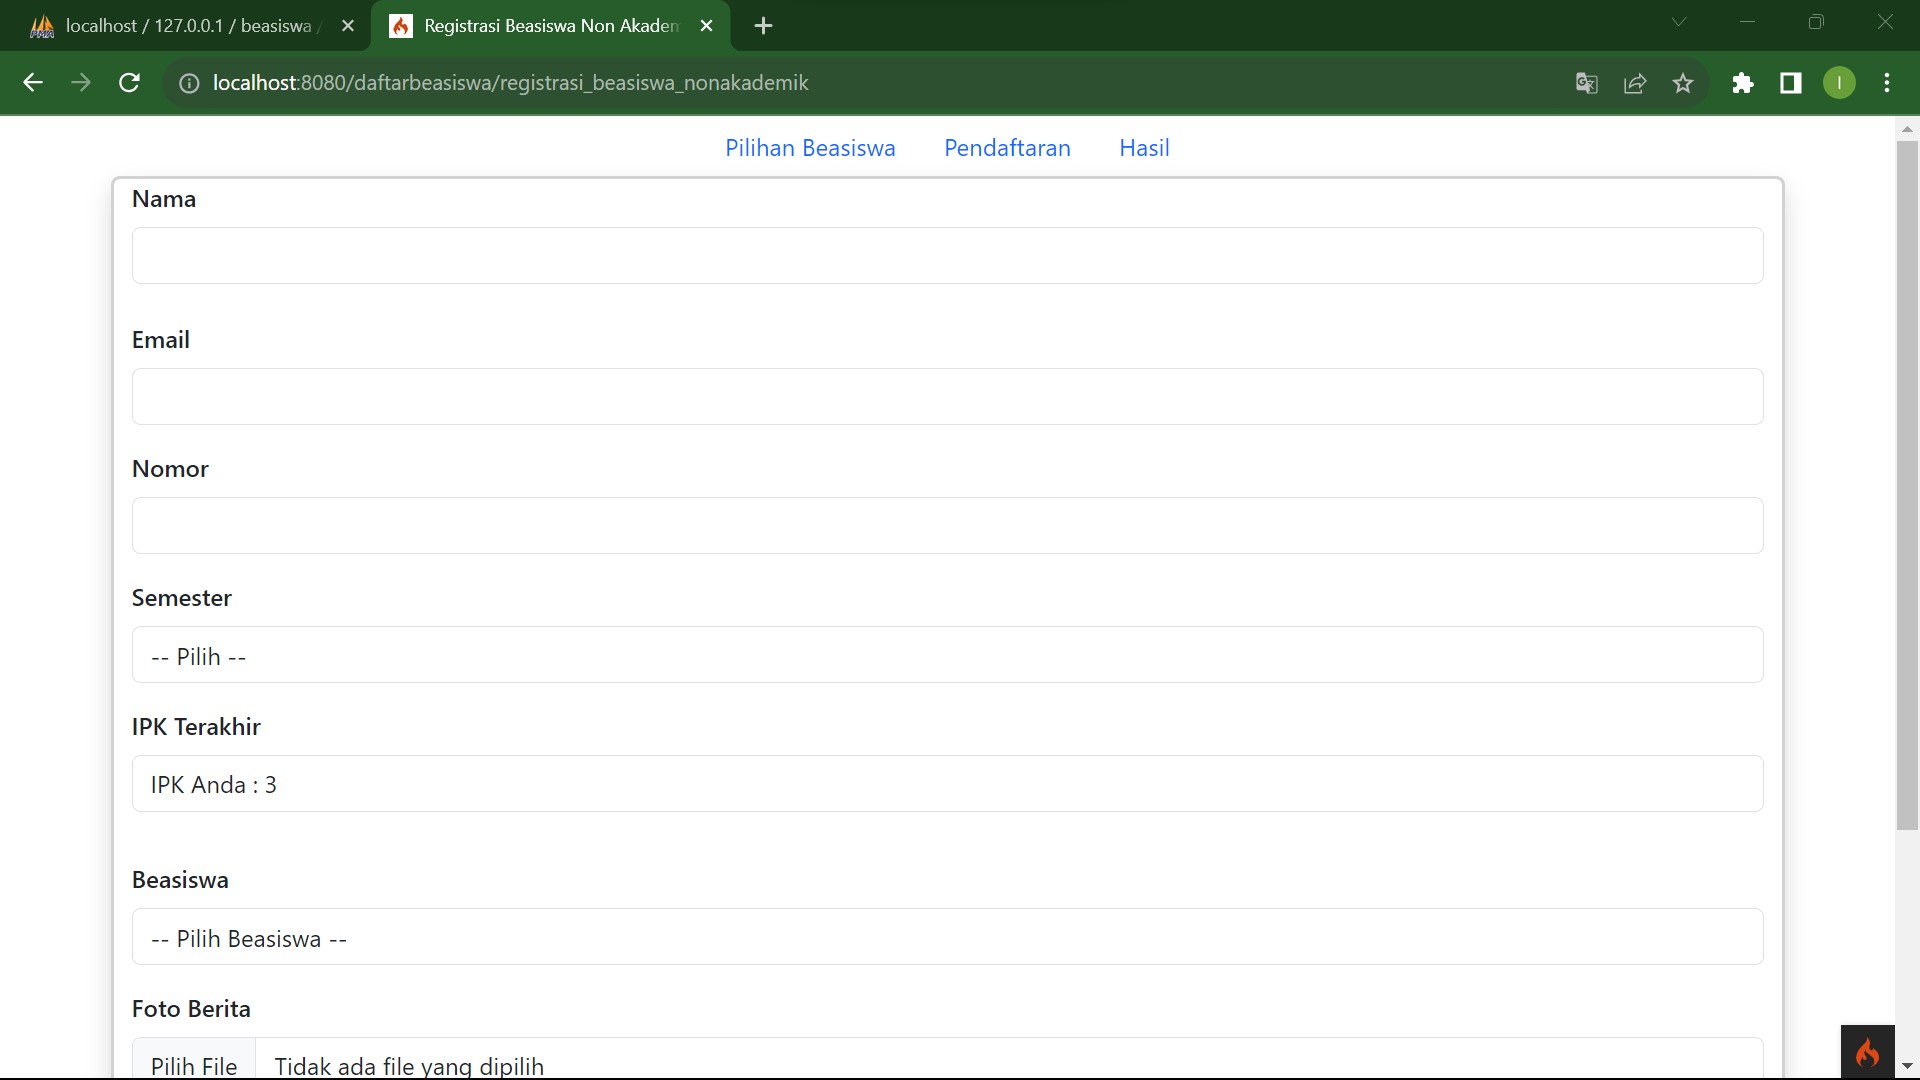 localhost / 127.0.0.1 / beasiswa /
Registrasi Beasiswa Non Akadem
localhost:8080/daftarbeasiswa/registrasi_beasiswa_nonakademik
I
Pilihan Beasiswa Pendaftaran Hasil
Nama
Email
Nomor
Semester
-- Pilih --
IPK Terakhir
IPK Anda : 3
Beasiswa
-- Pilih Beasiswa --
Foto Berita
Pilih File Tidak ada file yang dipilih